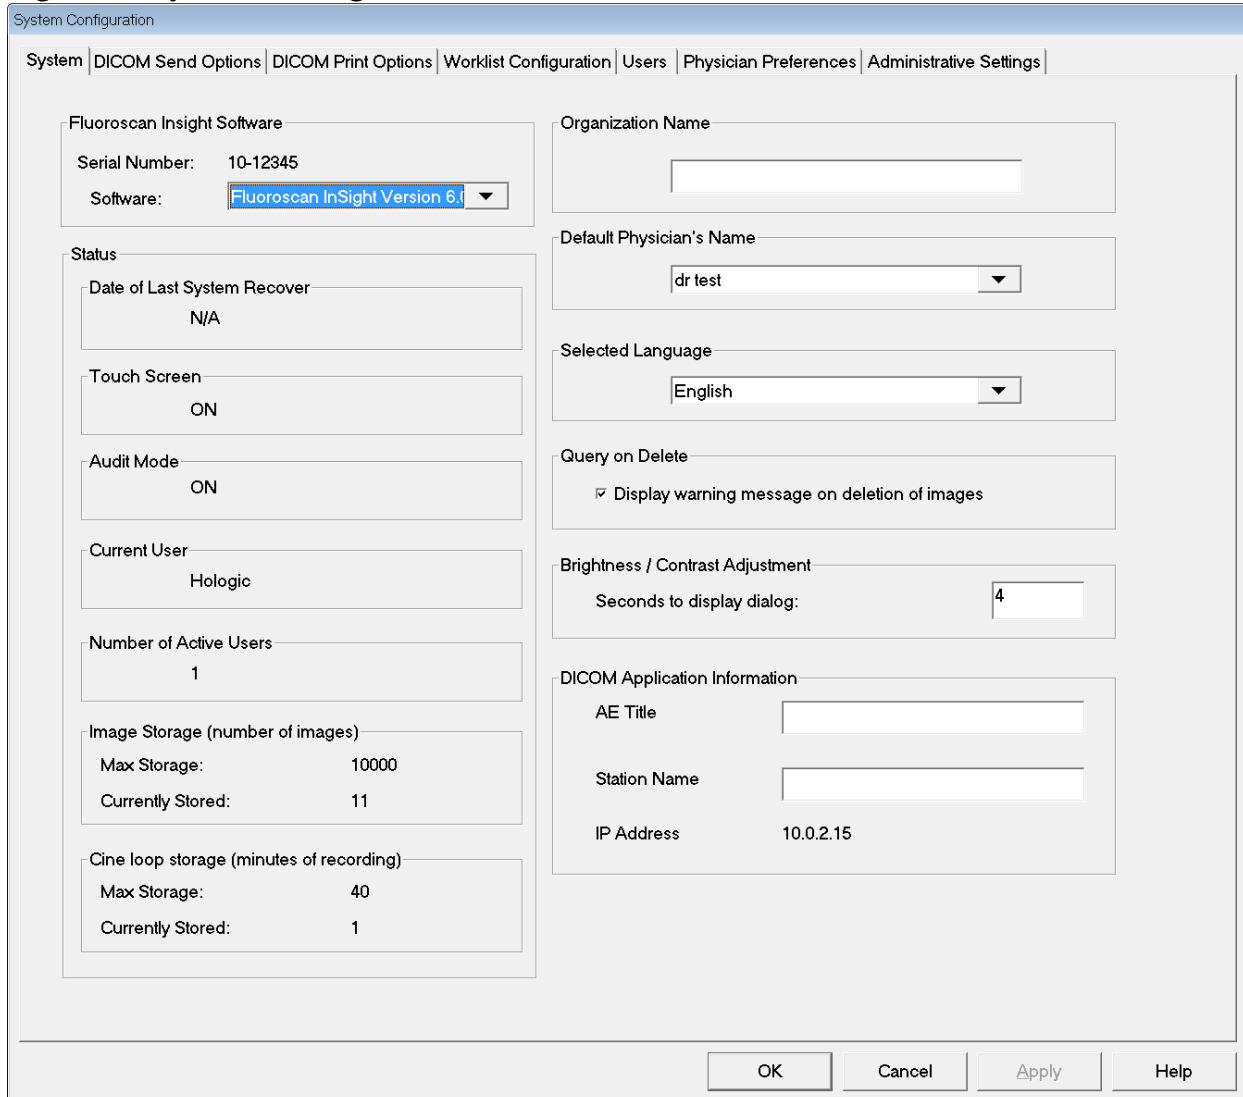 System Configuration
System DICOM Send Options DICOM Print Options Worklist Configuration Users Physician Preferences Administrative Settings
Fluoroscan Insight Software
Serial Number: 10-12345
Software: Fluoroscan InSight Version 6.
Status
Date of Last System Recover
N/A
Touch Screen
ON
Audit Mode
ON
Current User
Hologic
Number of Active Users
1
Image Storage (number of images)
Max Storage: 10000
Currently Stored: 11
Cine loop storage (minutes of recording)
Max Storage: 40
Currently Stored: 1
Organization Name
Default Physician's Name
dr test
Selected Language
English
Query on Delete
Display warning message on deletion of images
Brightness / Contrast Adjustment
Seconds to display dialog: 4
DICOM Application Information
AE Title
Station Name
IP Address 10.0.2.15
OK Cancel Apply Help